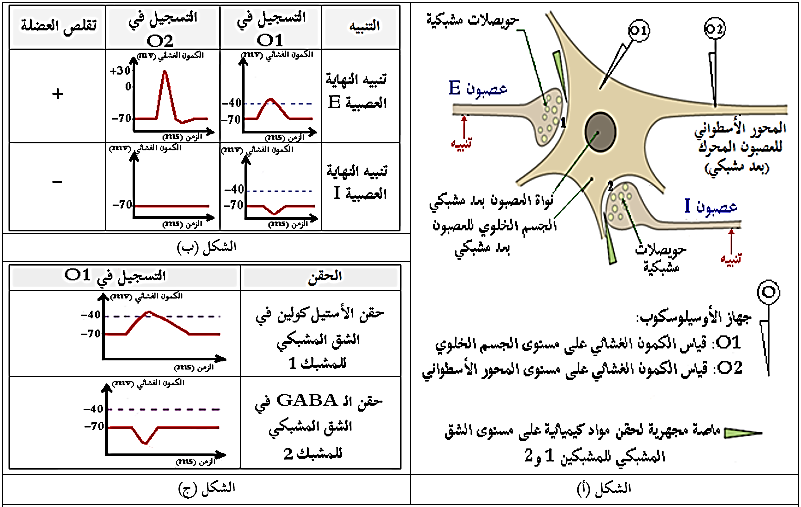 حويصلات مشبكية
O1
O2
عصبون E
تنبيه
1
المحور الأسطواني
للعصبون المحرك
(بعد مشبكي)
2
عصبون I
تنبيه
نواة العصبون بعد مشبكي
الجسم الخلوي للعصبون
بعد مشبكي
حويصلات
مشبكية
O
جهاز الأوسيلوسكوب:
O1: قياس الكمون الغشائي على مستوى الجسم الخلوي
O2: قياس الكمون الغشائي على مستوى المحور الأسطواني
ماصة مجهرية لحقن مواد كيميائية على مستوى الشق
المشبكي للمشبكين 1 و 2
الشكل (أ)
التنبيه
التسجيل في O1
التسجيل في O2
تقلص العضلة
تنبيه النهاية
العصبية E
الكمون الغشائي (mv)
−40
−70
الزمن (ms)
الكمون الغشائي (mv)
+30
0
−70
الزمن (ms)
+
تنبيه النهاية
العصبية I
الكمون الغشائي (mv)
−40
−70
الزمن (ms)
الكمون الغشائي (mv)
−70
الزمن (ms)
−
الشكل (ب)
الحقن
التسجيل في O1
حقن الأستيل كولين في
الشق المشبكي
للمشبك 1
الكمون الغشائي (mv)
−40
−70
الزمن (ms)
حقن الـ GABA في
الشق المشبكي
للمشبك 2
الكمون الغشائي (mv)
−40
−70
الزمن (ms)
الشكل (ج)